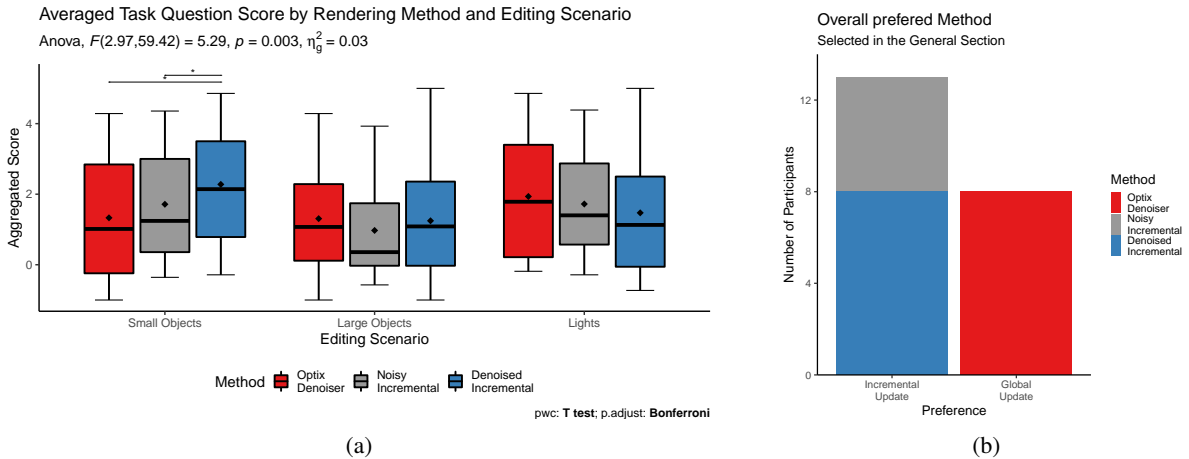 Averaged Task Question Score by Rendering Method and Editing Scenario
Anova, F(2.97,59.42) = 5.29, p = 0.003, η²g = 0.03
*
*
Aggregated Score
4
2
0
Small Objects
Large Objects
Lights
Editing Scenario
Method
Optix
Denoiser
Noisy
Incremental
Denoised
Incremental
pwc: T test; p.adjust: Bonferroni
(a)
Overall prefered Method
Selected in the General Section
Number of Participants
12
8
4
0
Incremental
Update
Global
Update
Preference
Method
Optix
Denoiser
Noisy
Incremental
Denoised
Incremental
(b)